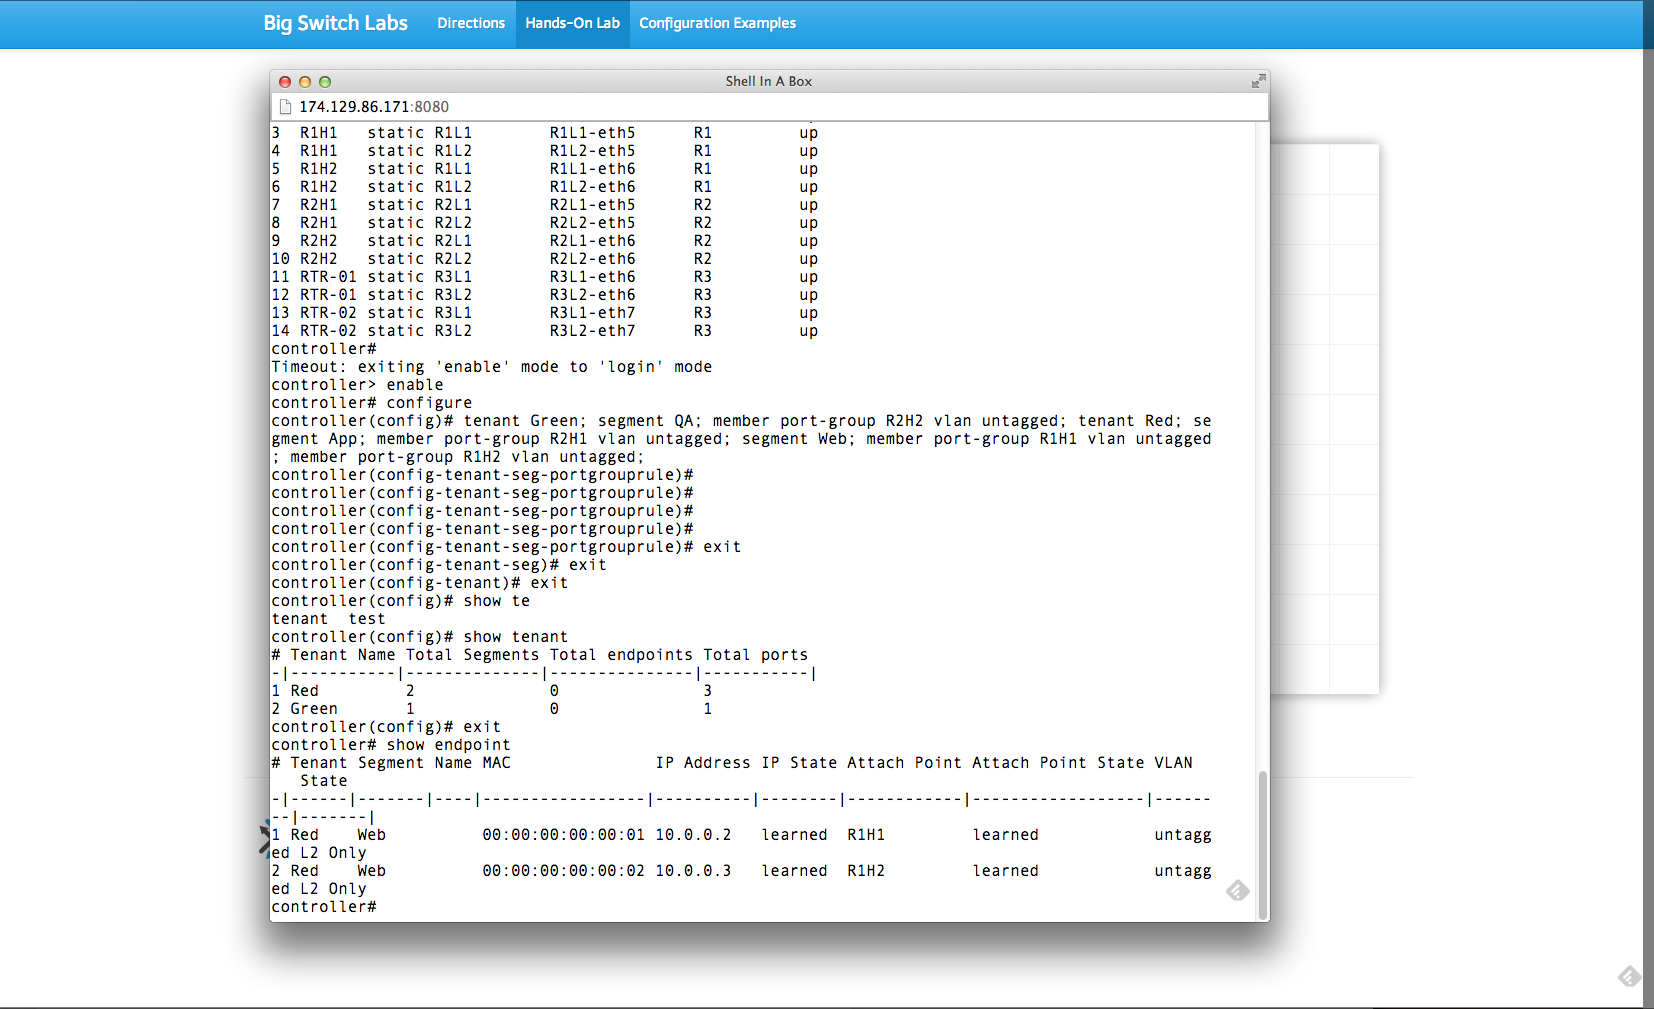 Big Switch Labs Directions Hands-On Lab Configuration Examples
Shell In A Box
174.129.86.171:8080
3  R1H1   static R1L1        R1L1-eth5      R1         up
4  R1H1   static R1L2        R1L2-eth5      R1         up
5  R1H2   static R1L1        R1L1-eth6      R1         up
6  R1H2   static R1L2        R1L2-eth6      R1         up
7  R2H1   static R2L1        R2L1-eth5      R2         up
8  R2H1   static R2L2        R2L2-eth5      R2         up
9  R2H2   static R2L1        R2L1-eth6      R2         up
10 R2H2   static R2L2        R2L2-eth6      R2         up
11 RTR-01 static R3L1        R3L1-eth6      R3         up
12 RTR-01 static R3L2        R3L2-eth6      R3         up
13 RTR-02 static R3L1        R3L1-eth7      R3         up
14 RTR-02 static R3L2        R3L2-eth7      R3         up
controller#
Timeout: exiting 'enable' mode to 'login' mode
controller> enable
controller# configure
controller(config)# tenant Green; segment QA; member port-group R2H2 vlan untagged; tenant Red; se
gment App; member port-group R2H1 vlan untagged; segment Web; member port-group R1H1 vlan untagged
; member port-group R1H2 vlan untagged;
controller(config-tenant-seg-portgrouprule)#
controller(config-tenant-seg-portgrouprule)#
controller(config-tenant-seg-portgrouprule)#
controller(config-tenant-seg-portgrouprule)#
controller(config-tenant-seg-portgrouprule)# exit
controller(config-tenant-seg)# exit
controller(config-tenant)# exit
controller(config)# show te
tenant  test
controller(config)# show tenant
# Tenant Name Total Segments Total endpoints Total ports
-|-----------|--------------|---------------|-----------|
1 Red         2              0               3
2 Green       1              0               1
controller(config)# exit
controller# show endpoint
# Tenant Segment Name MAC               IP Address IP State Attach Point Attach Point State VLAN
   State
-|------|-------|----|-----------------|----------|--------|------------|------------------|------
--|-------|
1 Red    Web          00:00:00:00:00:01 10.0.0.2   learned  R1H1         learned            untagg
ed L2 Only
2 Red    Web          00:00:00:00:00:02 10.0.0.3   learned  R1H2         learned            untagg
ed L2 Only
controller#